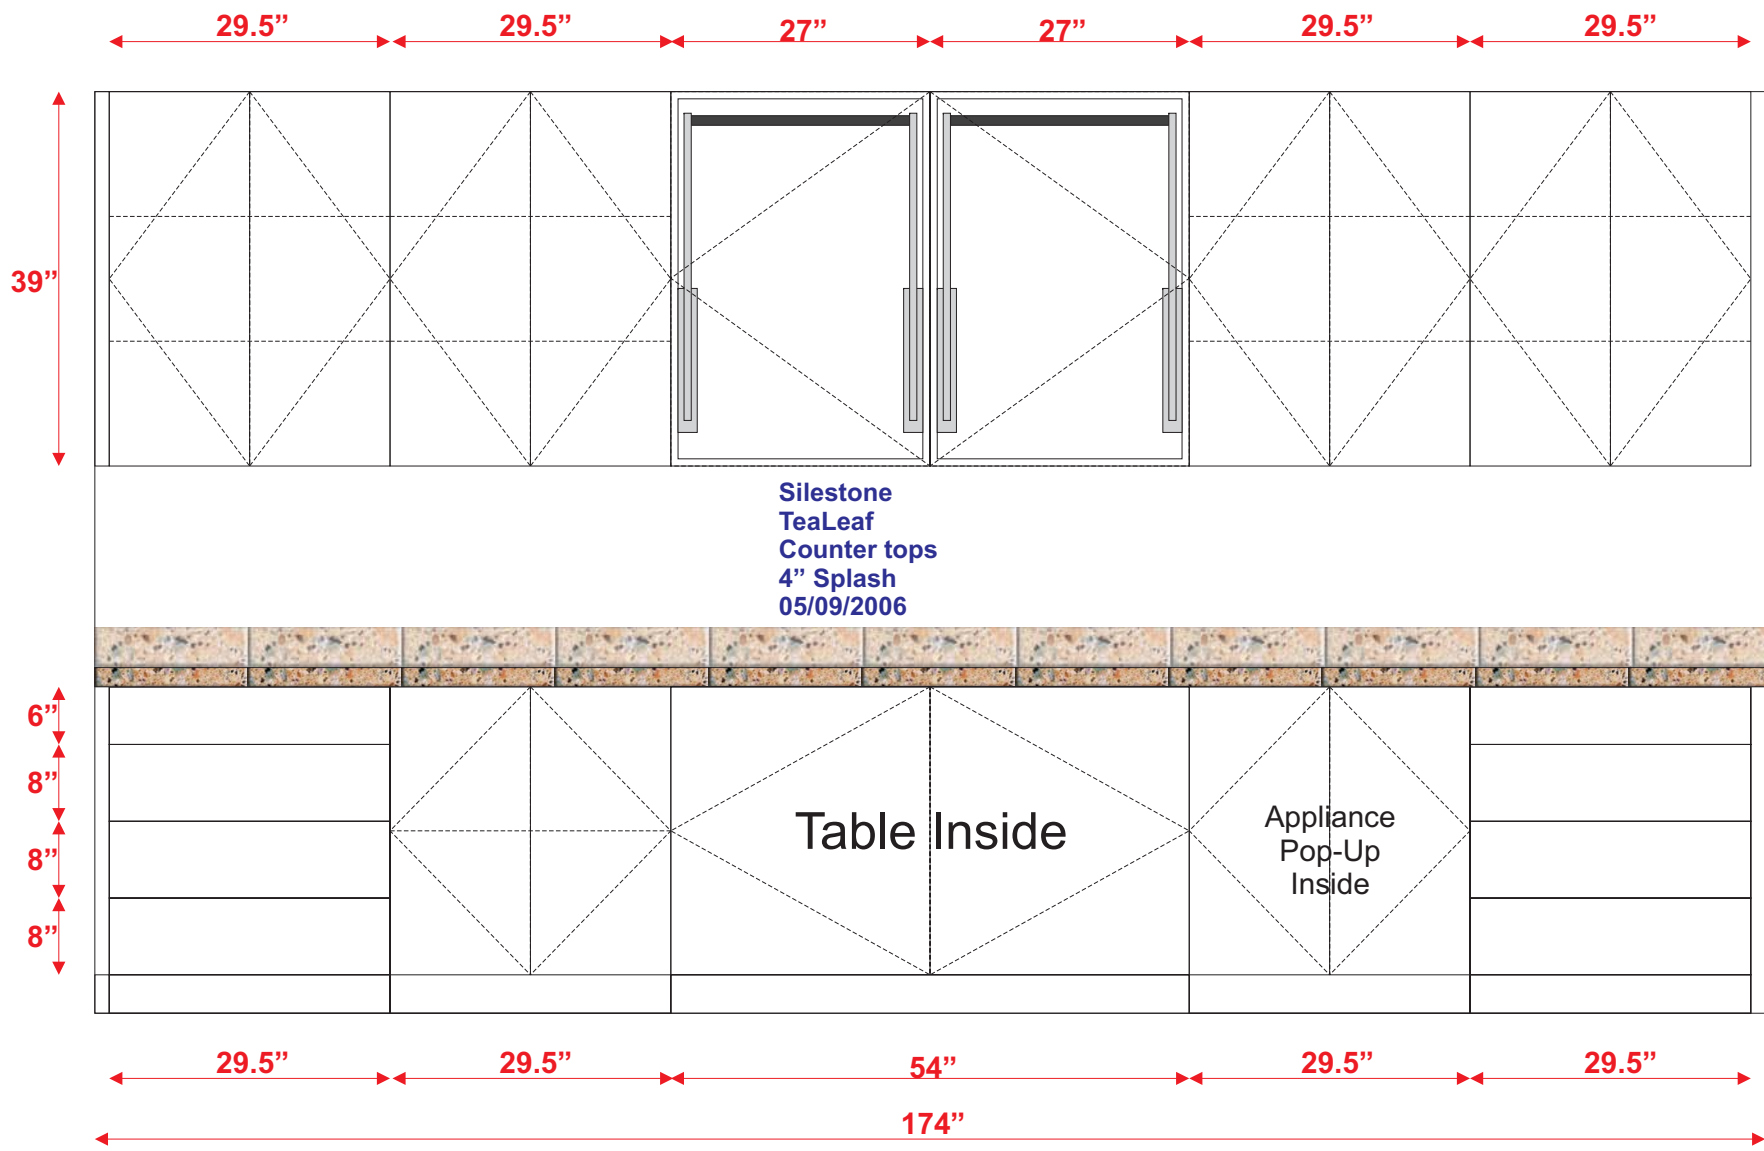 29.5”
29.5”
27”
27”
29.5”
29.5”
39”
Silestone
TeaLeaf
Counter tops
4” Splash
05/09/2006
6”
8”
8”
8”
Table Inside
Appliance
Pop-Up
Inside
29.5”
29.5”
54”
29.5”
29.5”
174”